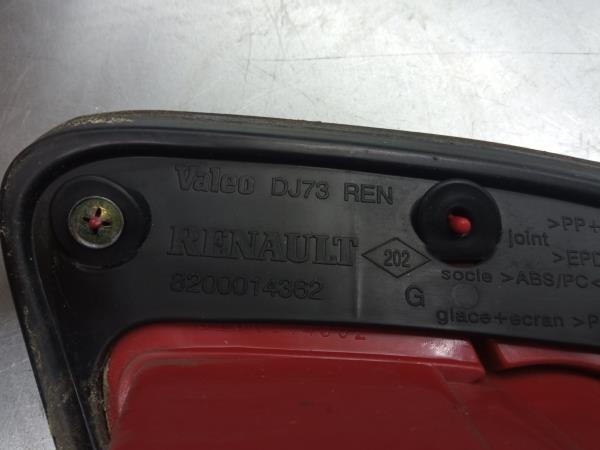 Valeo DJ73 REN
RENAULT 202
8200014362
G
>PP+
joint
>EPD
socle >ABS/PC<
glace+ecran >P